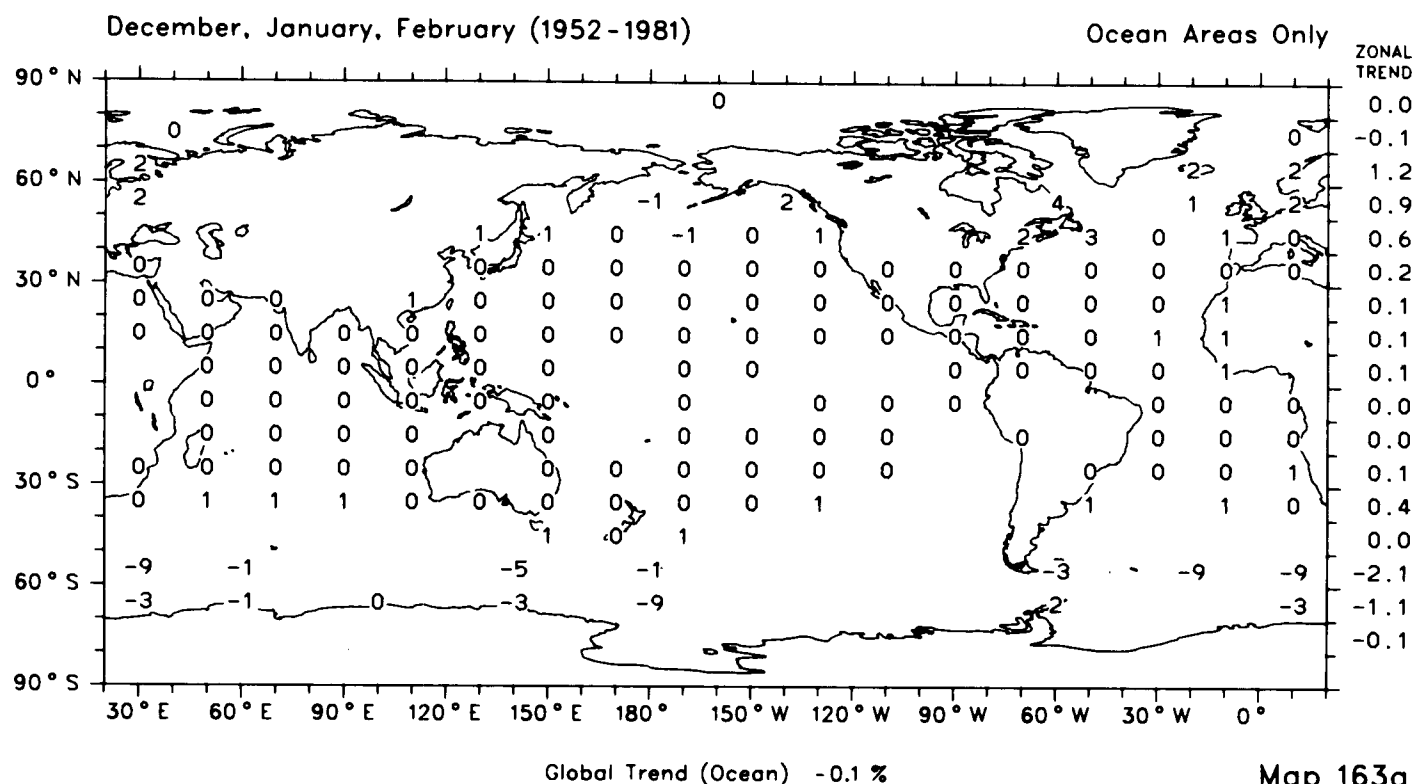 December, January, February (1952-1981) Ocean Areas Only
ZONAL
TREND
90°N
0 0.0
0 0 -0.1
2 2 2 1.2
60°N
2 -1 2 4 1 2 0.9
1 1 0 -1 0 1 2 3 0 1 0 0.6
0 0 0 0 0 0 0 0 0 0 0 0 0 0 0.2
30°N
0 0 0 1 0 0 0 0 0 0 0 0 0 0 0 1 0.1
0 0 0 0 0 0 0 0 0 0 0 0 0 0 0 1 1 0.1
0 0 0 0 0 0 0 0 0 0 0 0 1 0.1
0°
0 0 0 0 0 0 0 0 0 0 0 0 0 0.0
0 0 0 0 0 0 0 0 0 0 0 0 0 0.0
0 0 0 0 0 0 0 0 0 0 0 0 0 0 1 0.1
30°S
0 1 1 1 0 0 0 0 0 0 1 1 1 0 0.4
1 0 1 0.0
-9 -1 -5 -1 -3 -9 -9 -2.1
60°S
-3 -1 0 -3 -9 2 -3 -1.1
-0.1
90°S
30°E 60°E 90°E 120°E 150°E 180° 150°W 120°W 90°W 60°W 30°W 0°
Global Trend (Ocean) -0.1 %
Map 163a